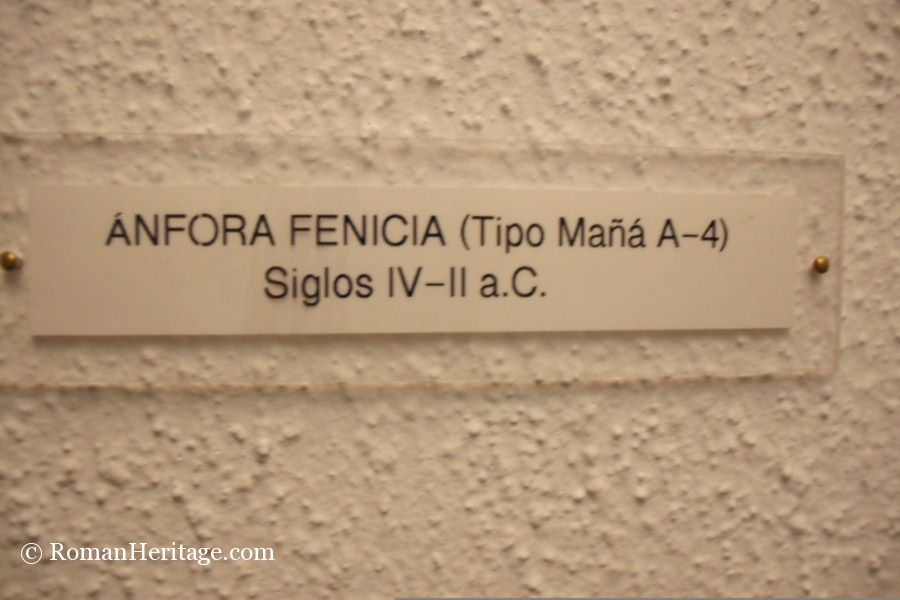 ÁNFORA FENICIA (Tipo Mañá A-4)
Siglos IV-II a.C.
© RomanHeritage.com